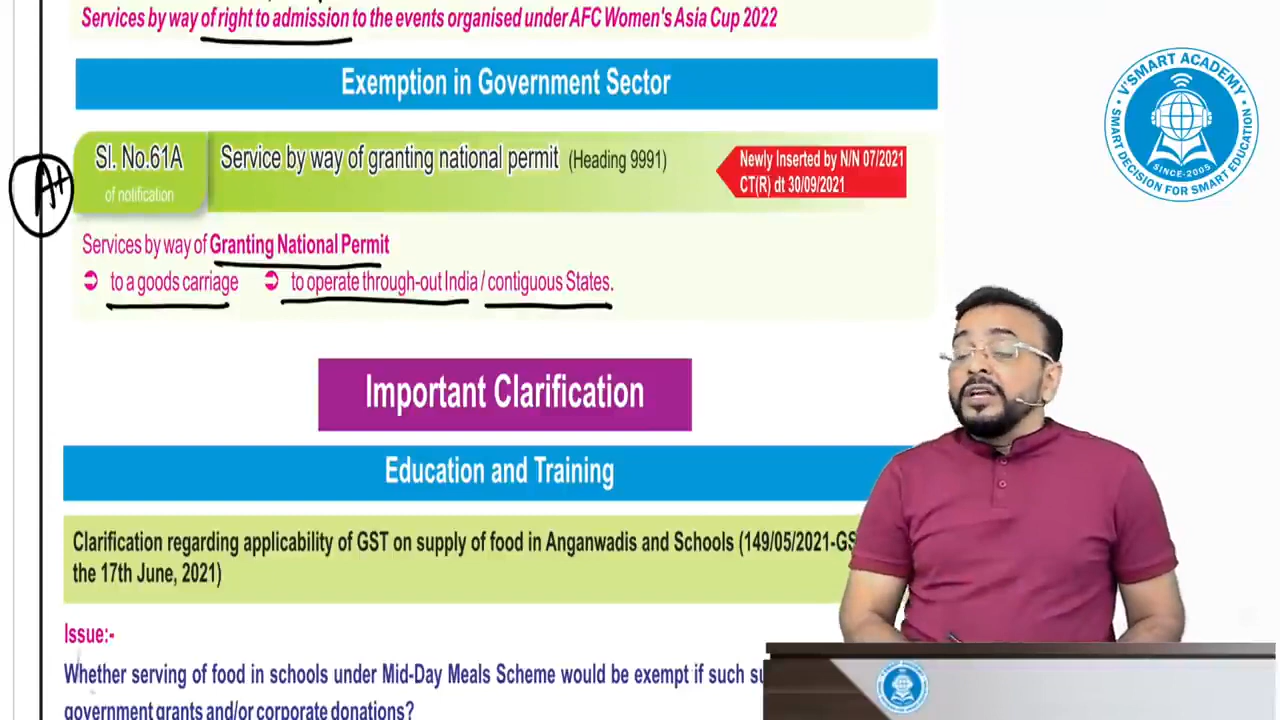 Services by way of right to admission to the events organised under AFC Women's Asia Cup 2022
Exemption in Government Sector
A+
Sl. No.61A
of notification
Service by way of granting national permit (Heading 9991)
Newly Inserted by N/N 07/2021
CT(R) dt 30/09/2021
Services by way of Granting National Permit
➲ to a goods carriage ➲ to operate through-out India / contiguous States.
Important Clarification
Education and Training
Clarification regarding applicability of GST on supply of food in Anganwadis and Schools (149/05/2021-GS
the 17th June, 2021)
Issue:-
Whether serving of food in schools under Mid-Day Meals Scheme would be exempt if such su
government grants and/or corporate donations?
V'SMART ACADEMY
SINCE-2005
SMART DECISION FOR SMART EDUCATION